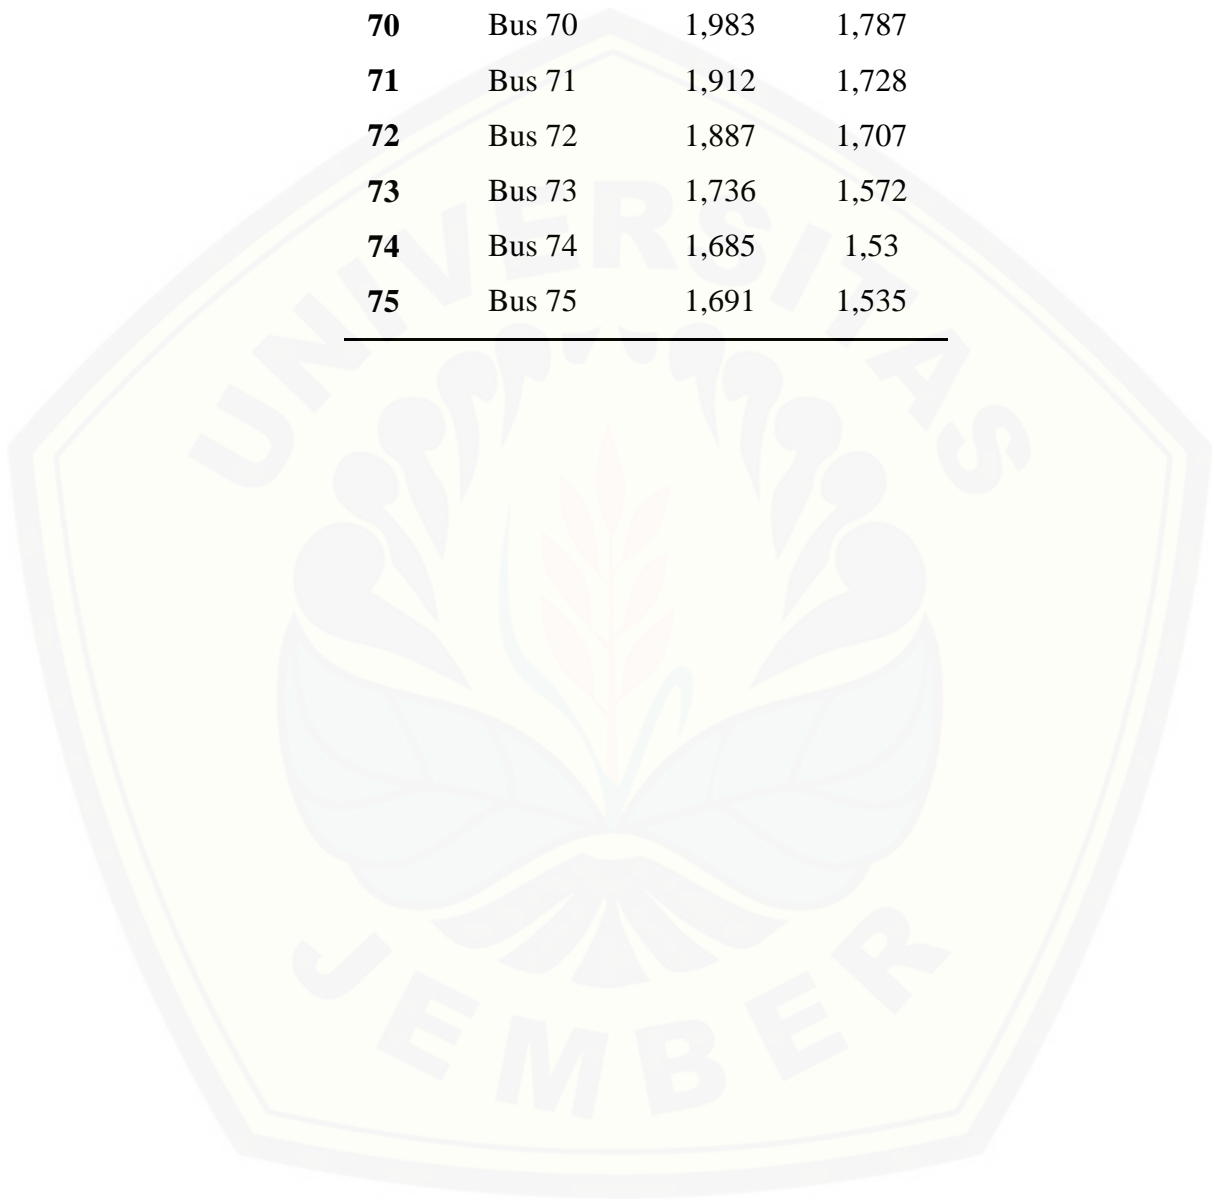 70 Bus 70 1,983 1,787
71 Bus 71 1,912 1,728
72 Bus 72 1,887 1,707
73 Bus 73 1,736 1,572
74 Bus 74 1,685 1,53
75 Bus 75 1,691 1,535
UNIVERSITAS
JEMBER